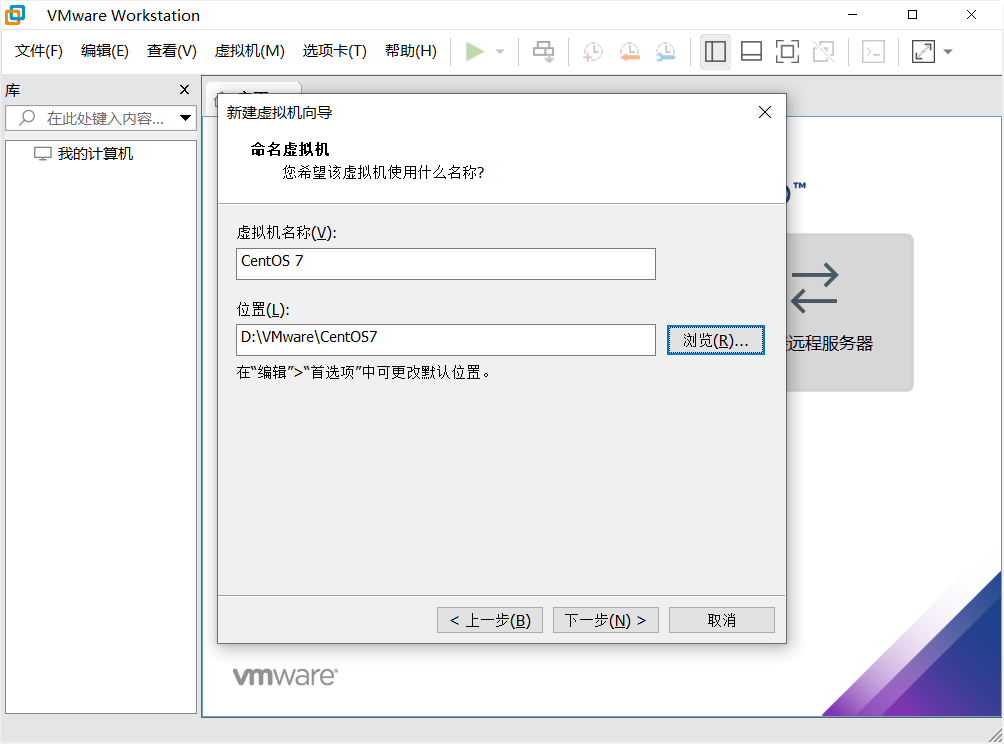 VMware Workstation
文件(F) 编辑(E) 查看(V) 虚拟机(M) 选项卡(T) 帮助(H)
库
在此处键入内容...
我的计算机
新建虚拟机向导
命名虚拟机
您希望该虚拟机使用什么名称?
™
虚拟机名称(V):
CentOS 7
位置(L):
D:\VMware\CentOS7
浏览(R)...
远程服务器
在“编辑”>“首选项”中可更改默认位置。
< 上一步(B) 下一步(N) > 取消
vmware®